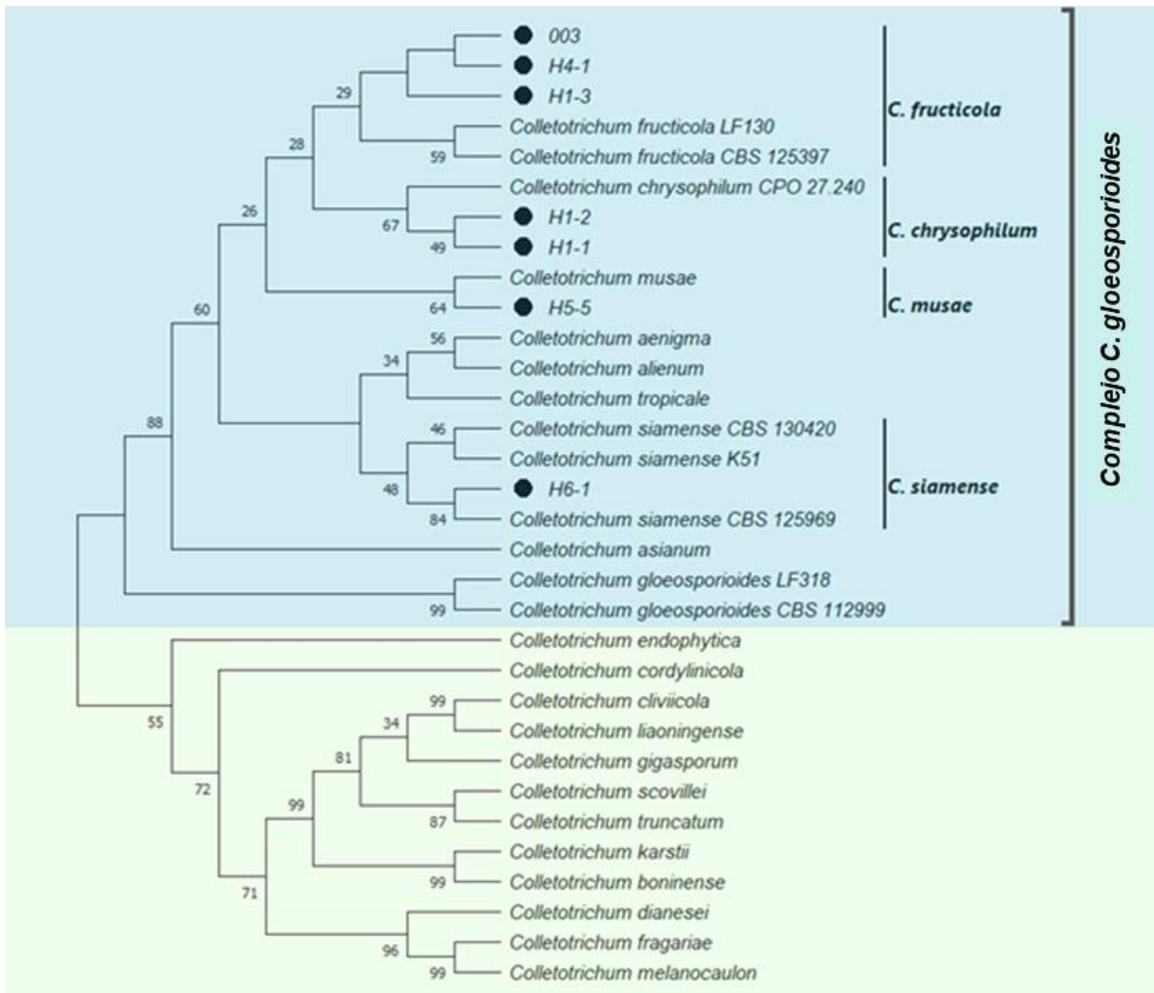 003
H4-1
H1-3
Colletotrichum fructicola LF130
Colletotrichum fructicola CBS 125397
Colletotrichum chrysophilum CPO 27.240
H1-2
H1-1
Colletotrichum musae
H5-5
Colletotrichum aenigma
Colletotrichum alienum
Colletotrichum tropicale
Colletotrichum siamense CBS 130420
Colletotrichum siamense K51
H6-1
Colletotrichum siamense CBS 125969
Colletotrichum asianum
Colletotrichum gloeosporioides LF318
Colletotrichum gloeosporioides CBS 112999
Colletotrichum endophytica
Colletotrichum cordylinicola
Colletotrichum cliviicola
Colletotrichum liaoningense
Colletotrichum gigasporum
Colletotrichum scovillei
Colletotrichum truncatum
Colletotrichum karstii
Colletotrichum boninense
Colletotrichum dianesei
Colletotrichum fragariae
Colletotrichum melanocaulon
C. fructicola
C. chrysophilum
C. musae
C. siamense
Complejo C. gloeosporioides
29
59
28
67
49
26
64
60
56
34
46
48
84
88
99
55
99
34
81
72
87
99
99
71
96
99